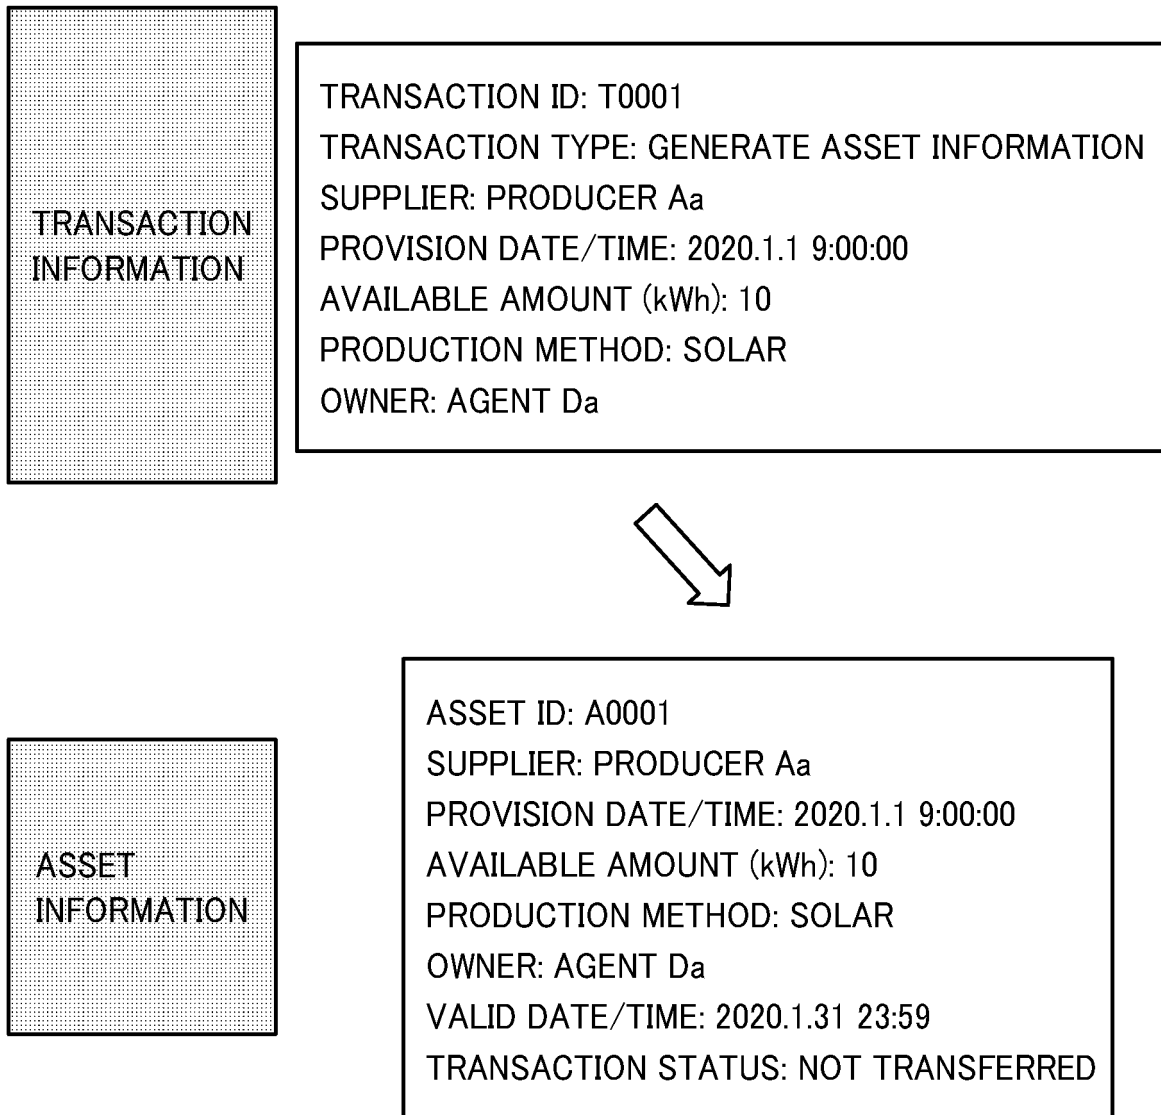 TRANSACTION
INFORMATION
TRANSACTION ID: T0001
TRANSACTION TYPE: GENERATE ASSET INFORMATION
SUPPLIER: PRODUCER Aa
PROVISION DATE/TIME: 2020.1.1 9:00:00
AVAILABLE AMOUNT (kWh): 10
PRODUCTION METHOD: SOLAR
OWNER: AGENT Da
ASSET
INFORMATION
ASSET ID: A0001
SUPPLIER: PRODUCER Aa
PROVISION DATE/TIME: 2020.1.1 9:00:00
AVAILABLE AMOUNT (kWh): 10
PRODUCTION METHOD: SOLAR
OWNER: AGENT Da
VALID DATE/TIME: 2020.1.31 23:59
TRANSACTION STATUS: NOT TRANSFERRED